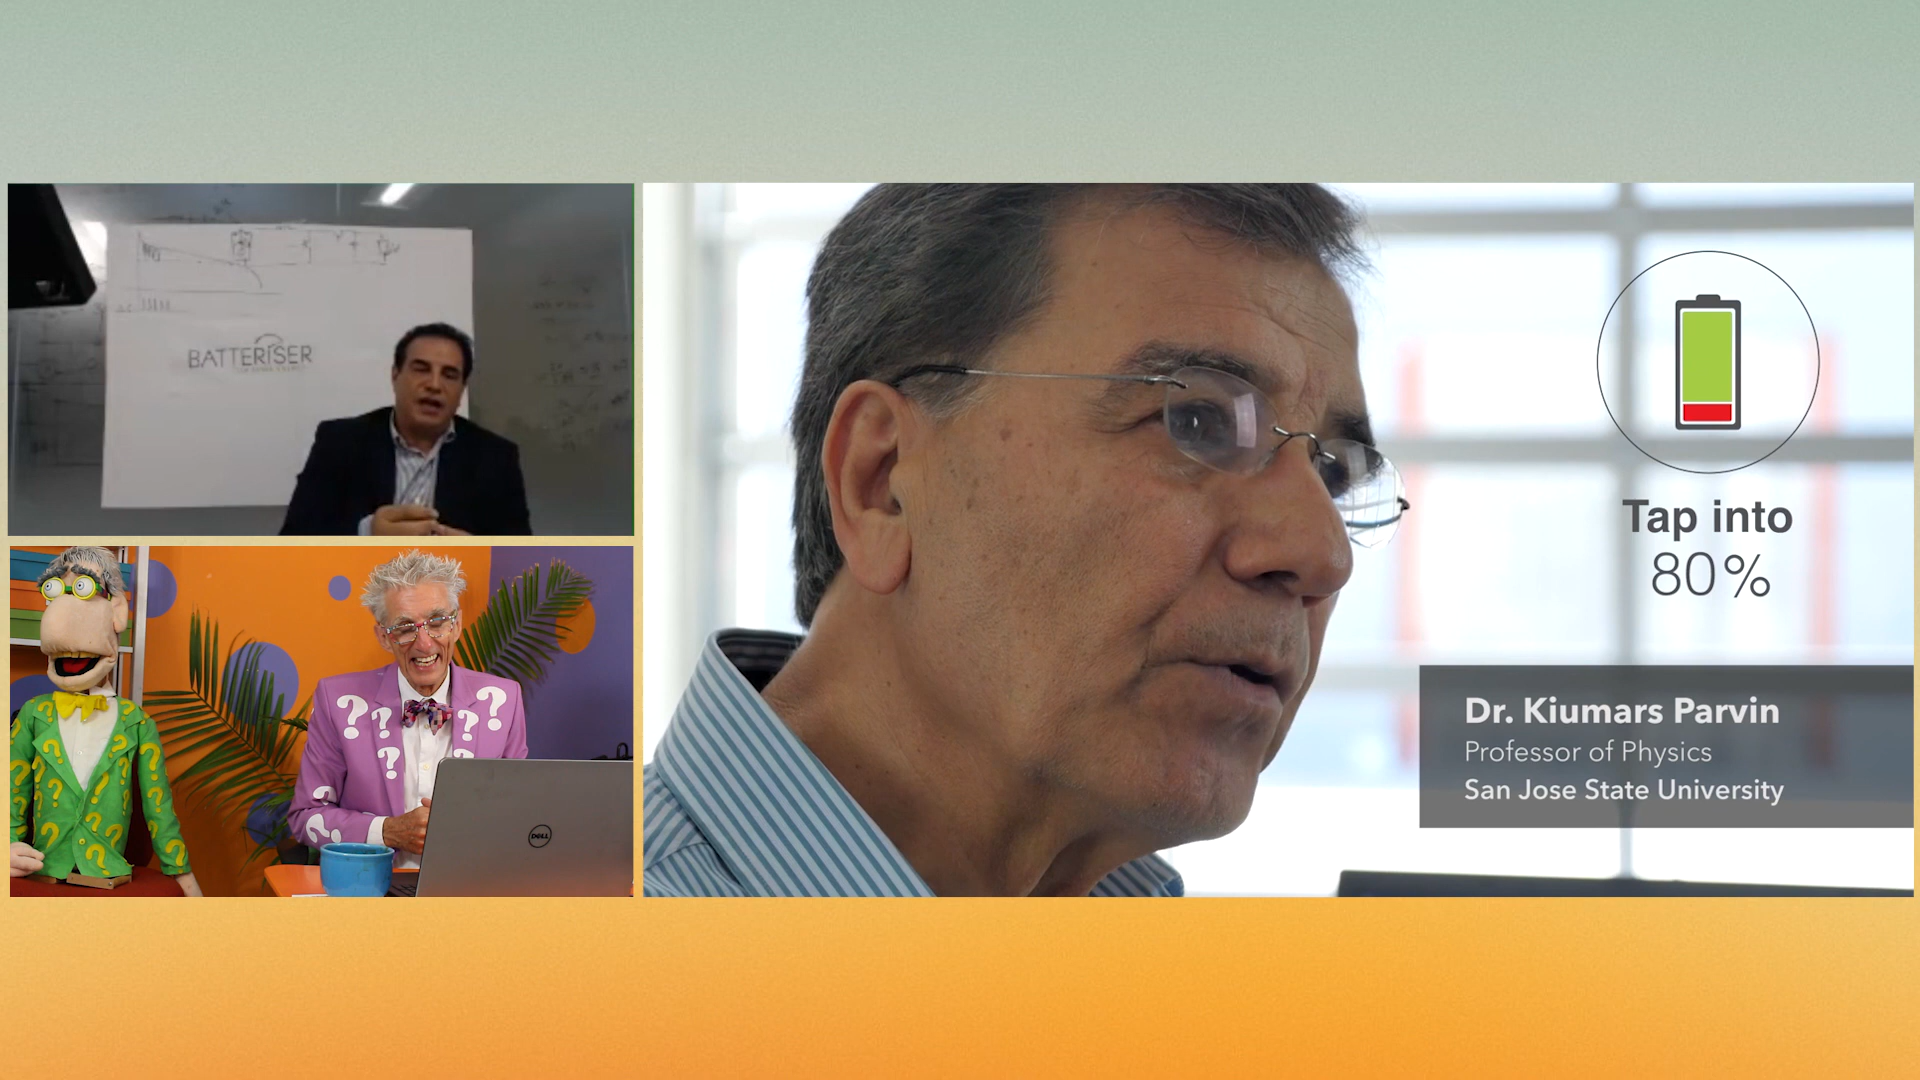 BATTERISER
Tap into
80%
Dr. Kiumars Parvin
Professor of Physics
San Jose State University
DELL